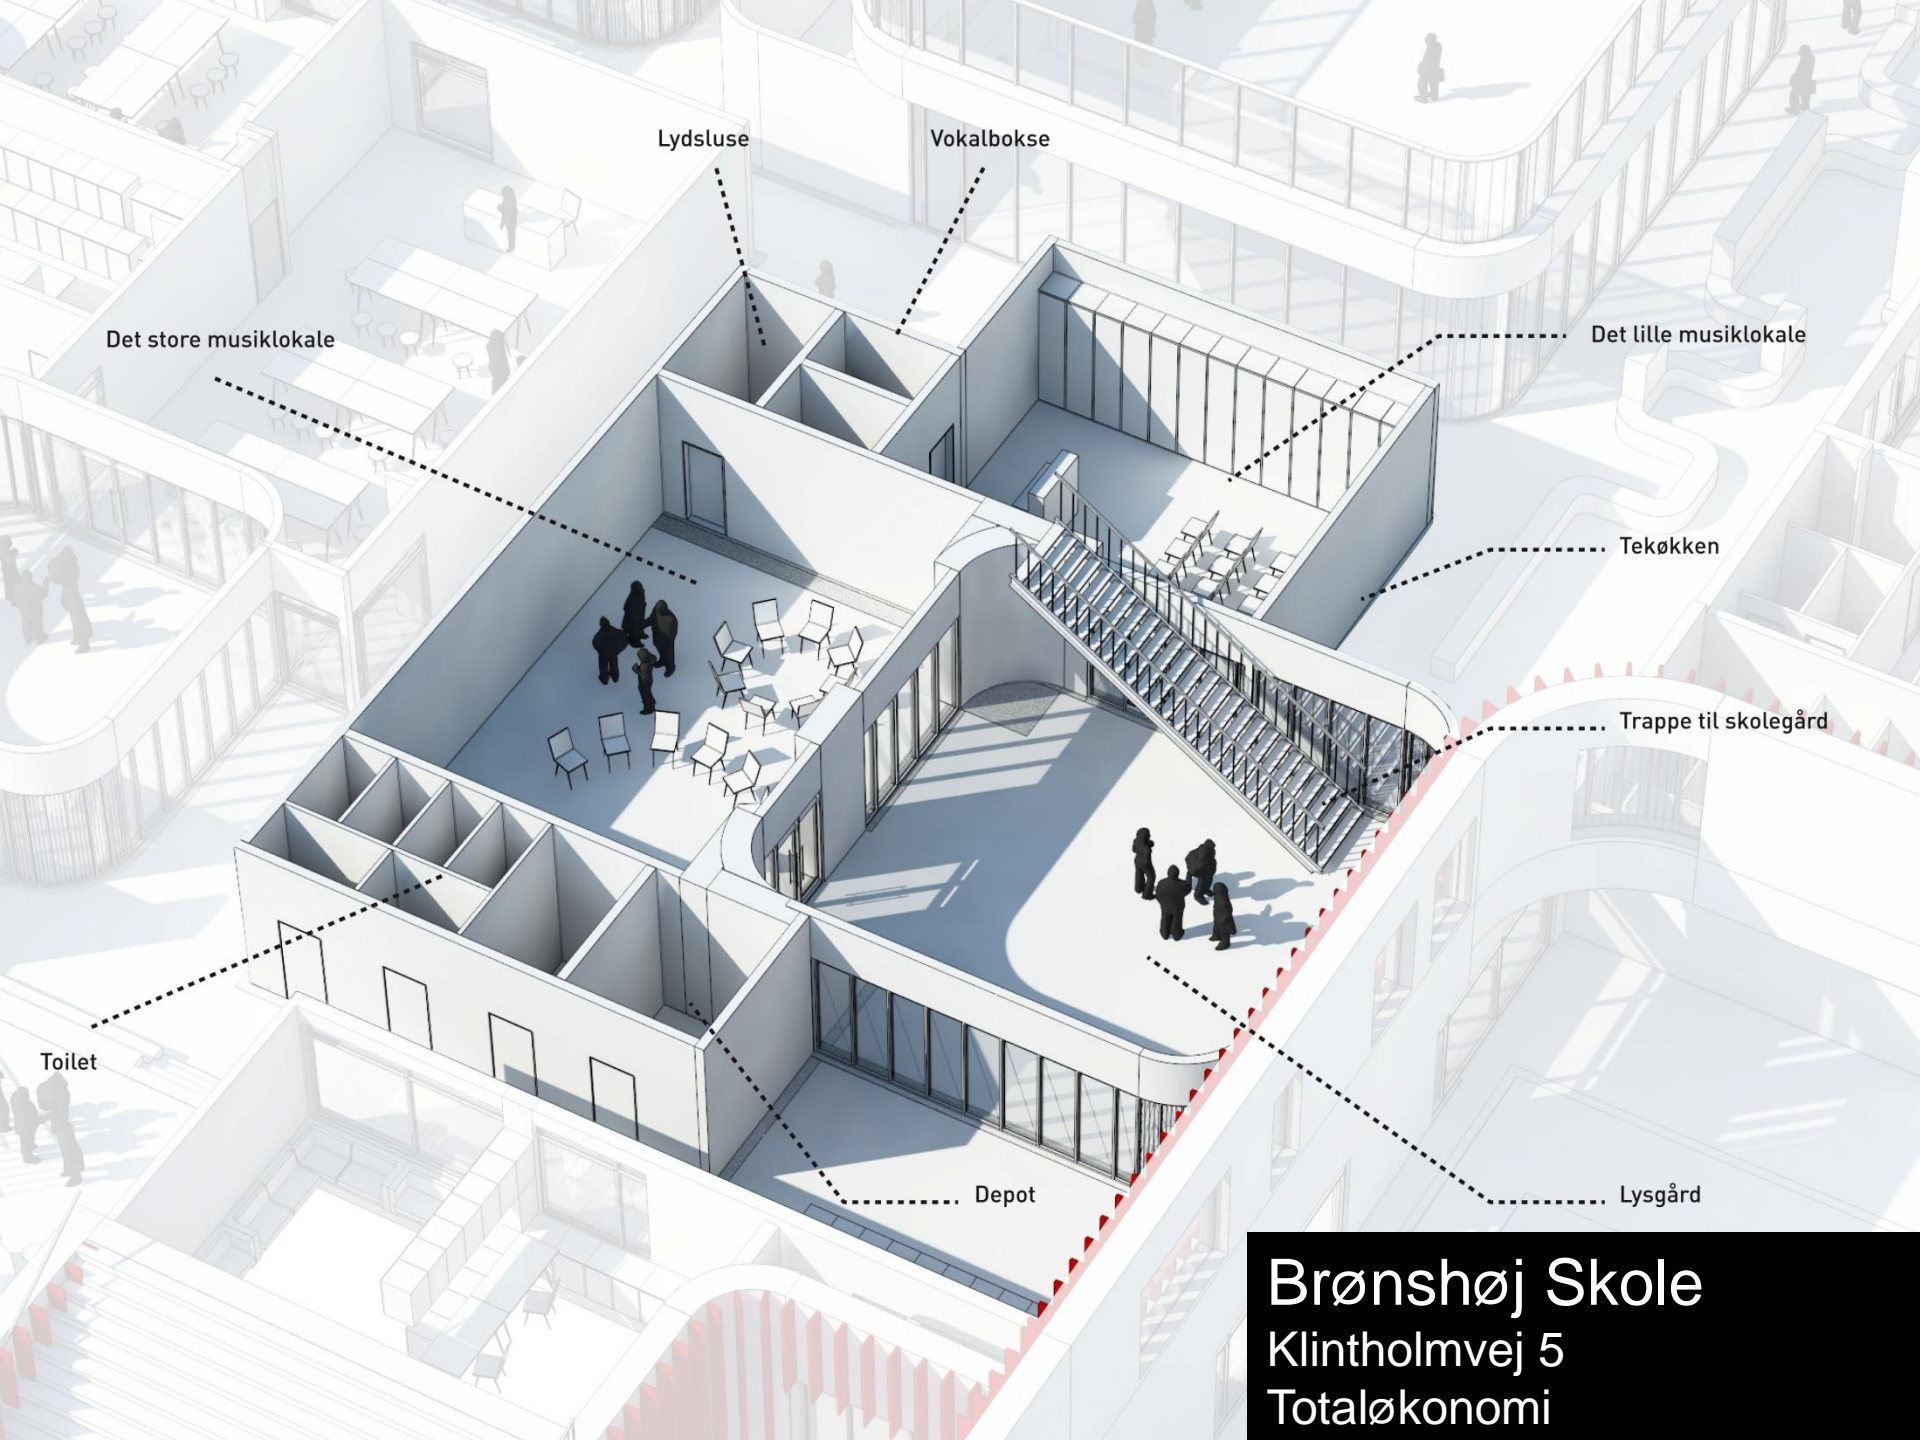 Lydsluse
Vokalbokse
Det store musiklokale
Det lille musiklokale
Tekøkken
Trappe til skolegård
Toilet
Depot
Lysgård
Brønshøj Skole
Klintholmvej 5
Totaløkonomi